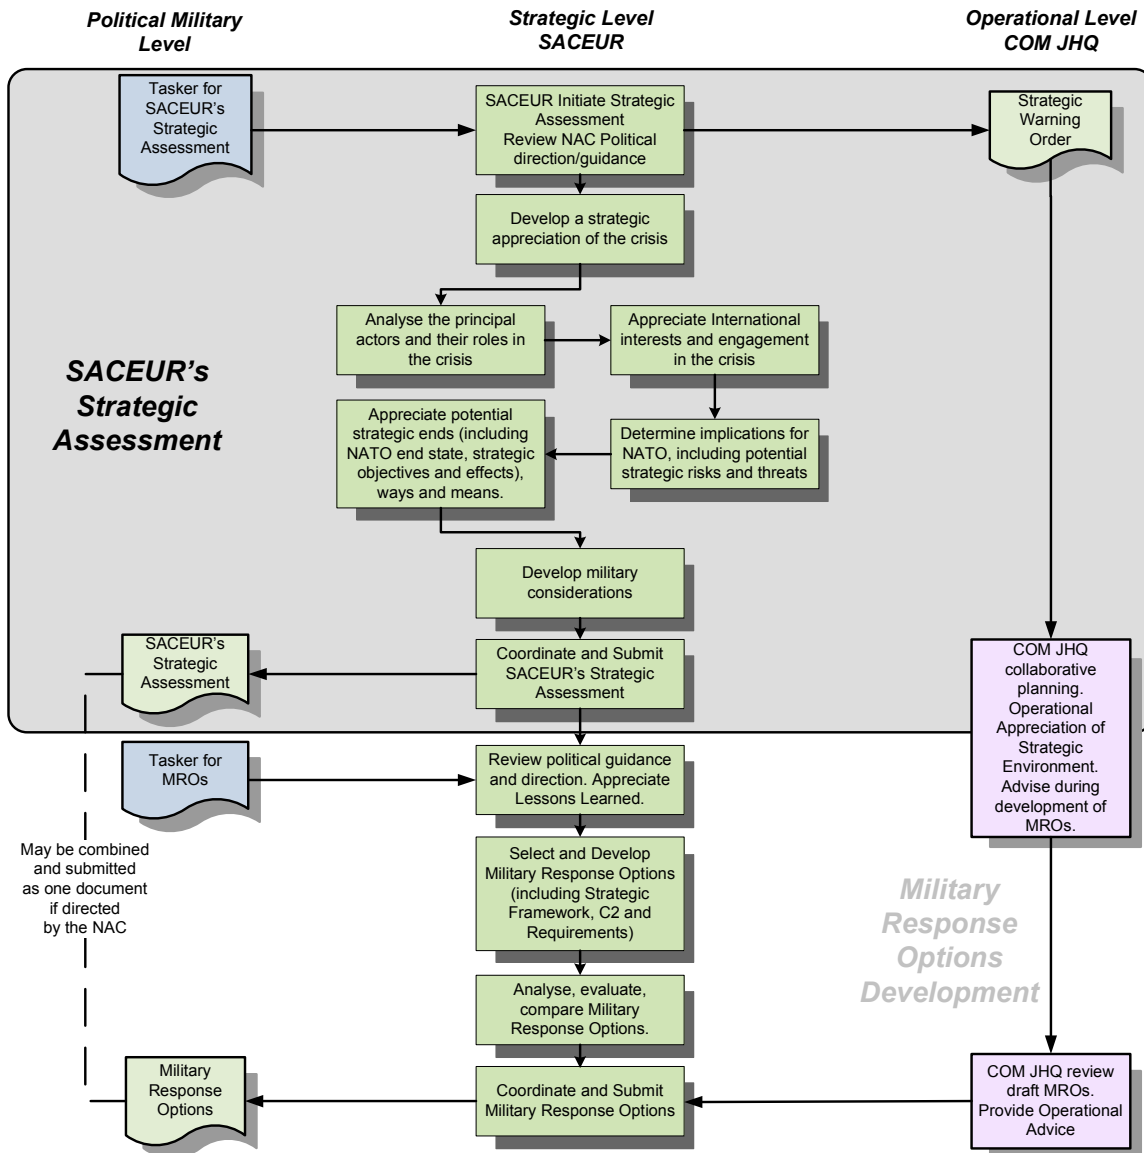 Political Military
Level
Strategic Level
SACEUR
Operational Level
COM JHQ
Tasker for
SACEUR's
Strategic
Assessment
SACEUR Initiate Strategic
Assessment
Review NAC Political
direction/guidance
Strategic
Warning
Order
Develop a strategic
appreciation of the crisis
Analyse the principal
actors and their roles in
the crisis
Appreciate International
interests and engagement
in the crisis
SACEUR's
Strategic
Assessment
Appreciate potential
strategic ends (including
NATO end state, strategic
objectives and effects),
ways and means.
Determine implications for
NATO, including potential
strategic risks and threats
Develop military
considerations
SACEUR's
Strategic
Assessment
Coordinate and Submit
SACEUR's Strategic
Assessment
COM JHQ
collaborative
planning.
Operational
Appreciation of
Strategic
Environment.
Advise during
development of
MROs.
Tasker for
MROs
Review political guidance
and direction. Appreciate
Lessons Learned.
May be combined
and submitted
as one document
if directed
by the NAC
Select and Develop
Military Response Options
(including Strategic
Framework, C2 and
Requirements)
Military
Response
Options
Development
Analyse, evaluate,
compare Military
Response Options.
Military
Response
Options
Coordinate and Submit
Military Response Options
COM JHQ review
draft MROs.
Provide Operational
Advice